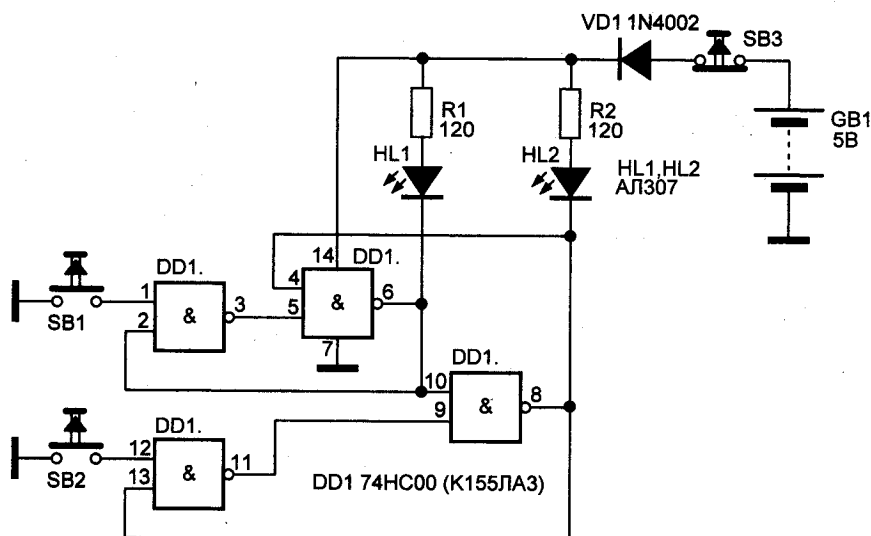 VD1 1N4002
SB3
R1
120
R2
120
GB1
5В
HL1
HL2
HL1,HL2
АЛ307
14
DD1.
4
5
&
6
7
DD1.
1
2
&
3
SB1
DD1.
10
9
&
8
DD1.
12
13
&
11
SB2
DD1 74HC00 (К155ЛА3)